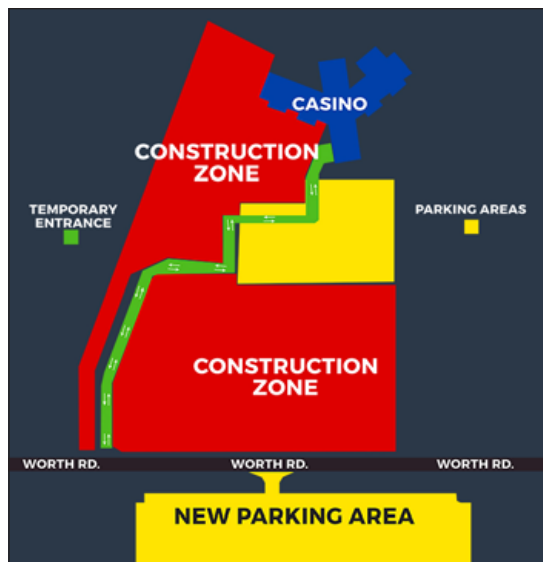 CASINO
CONSTRUCTION
ZONE
TEMPORARY
ENTRANCE
PARKING AREAS
CONSTRUCTION
ZONE
WORTH RD.
WORTH RD.
WORTH RD.
NEW PARKING AREA